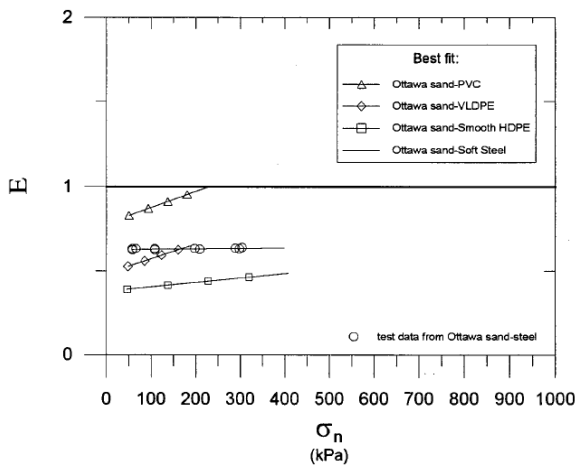 2
Best fit:
Ottawa sand-PVC
Ottawa sand-VLDPE
Ottawa sand-Smooth HDPE
Ottawa sand-Soft Steel
E
1
test data from Ottawa sand-steel
0
0 100 200 300 400 500 600 700 800 900 1000
σn
(kPa)